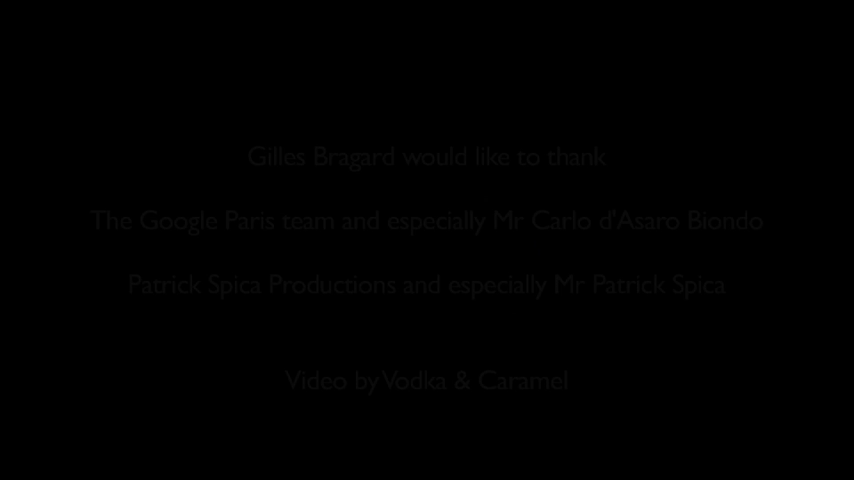 Gilles Bragard would like to thank
The Google Paris team and especially Mr Carlo d'Asaro Biondo
Patrick Spica Productions and especially Mr Patrick Spica
Video by Vodka & Caramel